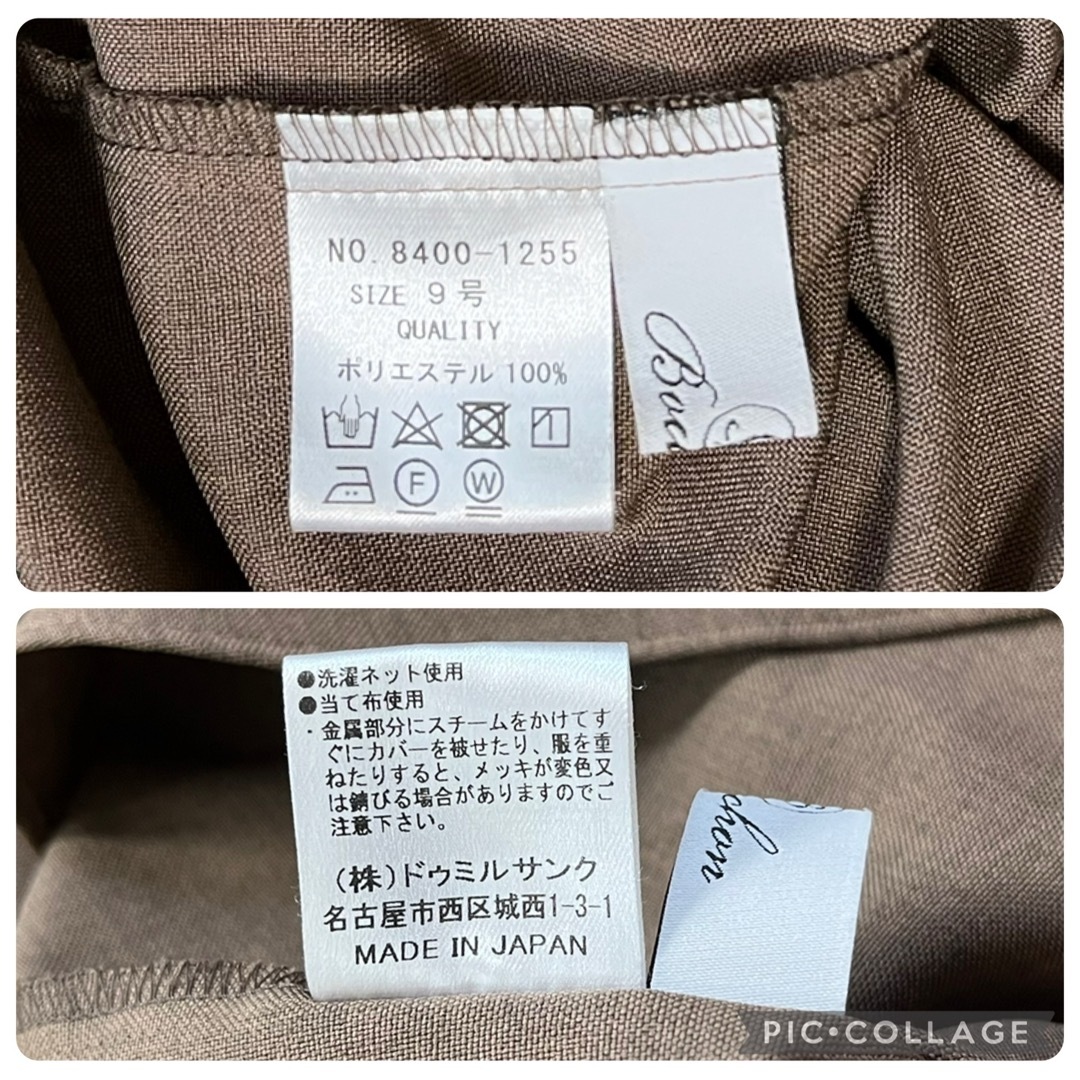 NO. 8400-1255
SIZE 9号
QUALITY
ポリエステル 100%
F
W
●洗濯ネット使用
●当て布使用
・金属部分にスチームをかけてす
ぐにカバーを被せたり、服を重
ねたりすると、メッキが変色又
は錆びる場合がありますのでご
注意下さい。
(株)ドゥミルサンク
名古屋市西区城西1-3-1
MADE IN JAPAN
PIC•COLLAGE